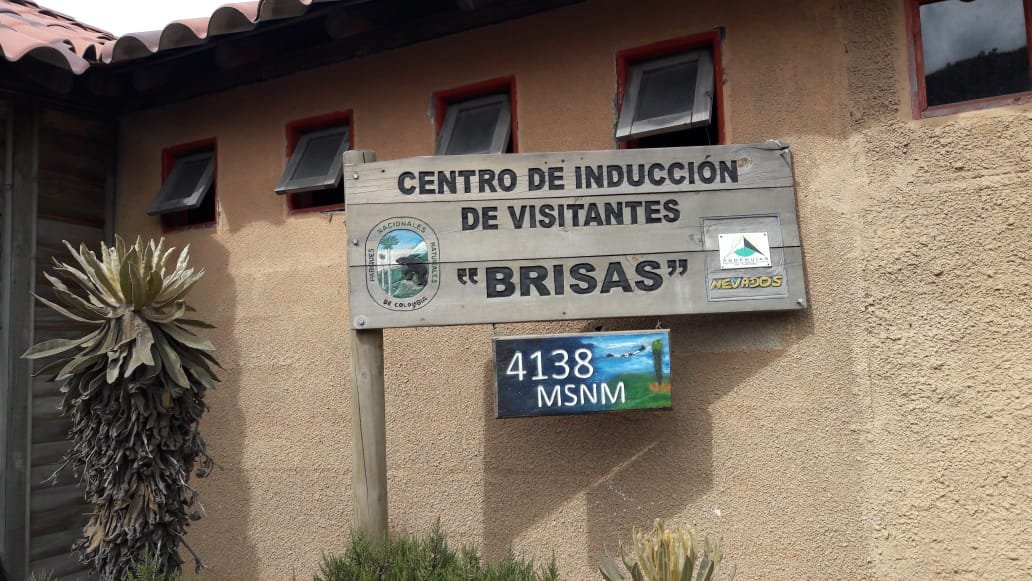 CENTRO DE INDUCCIÓN
DE VISITANTES
"BRISAS"
PARQUES NACIONALES NATURALES
DE COLOMBIA
NEVADOS
4138
MSNM